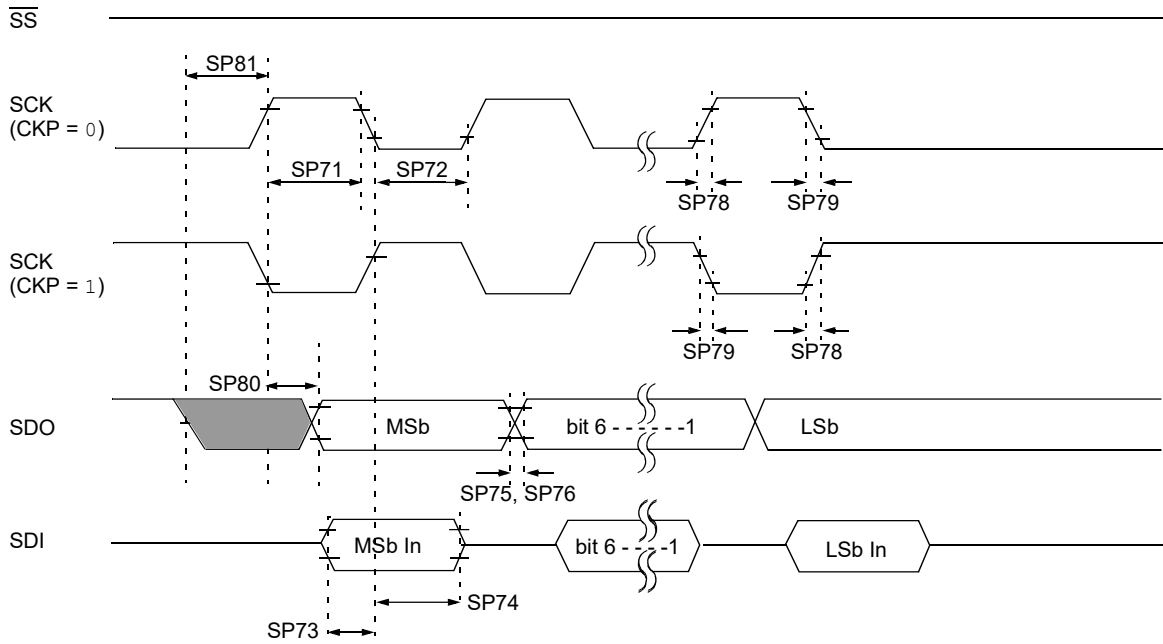 SS
SP81
SCK
(CKP = 0)
SP71
SP72
SP78
SP79
SCK
(CKP = 1)
SP79
SP78
SP80
SDO
MSb
bit 6 - - - - - - -1
LSb
SP75, SP76
SDI
MSb In
bit 6 - - - - -1
LSb In
SP74
SP73